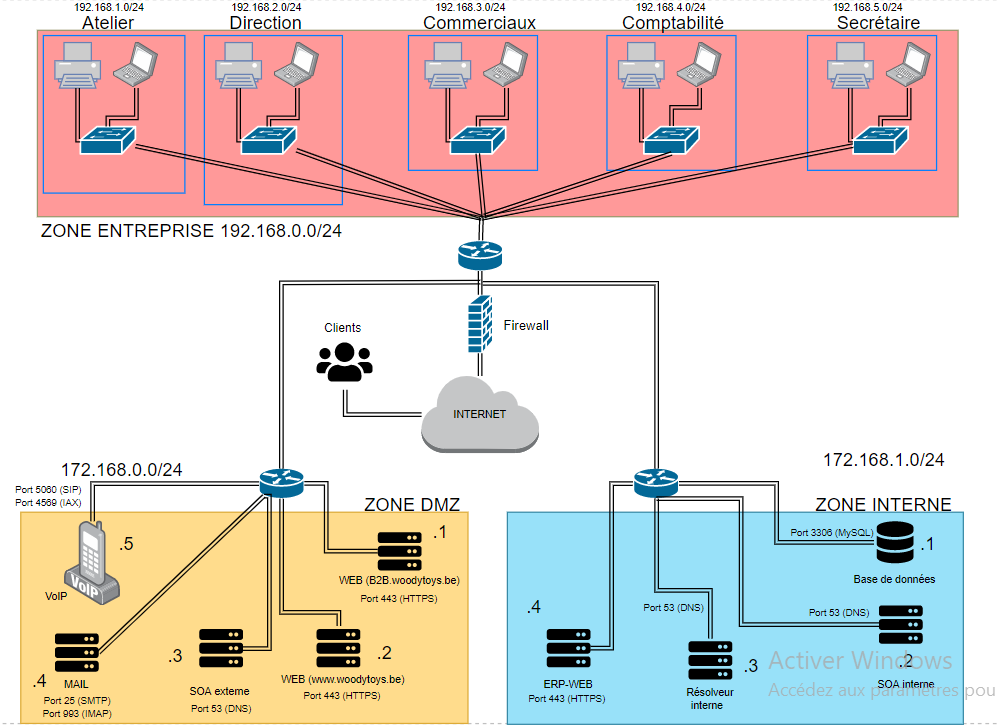 192.168.1.0/24
192.168.2.0/24
192.168.3.0/24
192.168.4.0/24
192.168.5.0/24
Atelier
Direction
Commerciaux
Comptabilité
Secrétaire
ZONE ENTREPRISE 192.168.0.0/24
Clients
Firewall
INTERNET
172.168.0.0/24
172.168.1.0/24
Port 5060 (SIP)
Port 4569 (IAX)
ZONE DMZ
ZONE INTERNE
.5
VoIP
VoIP
.1
WEB (B2B.woodytoys.be)
Port 443 (HTTPS)
.4
MAIL
Port 25 (SMTP)
Port 993 (IMAP)
.3
SOA externe
Port 53 (DNS)
.2
WEB (www.woodytoys.be)
Port 443 (HTTPS)
Port 3306 (MySQL)
.1
Base de données
.4
ERP-WEB
Port 443 (HTTPS)
Port 53 (DNS)
.3
Résolveur
interne
Port 53 (DNS)
.2
SOA interne
Activer Windows
Accédez aux paramètres pou